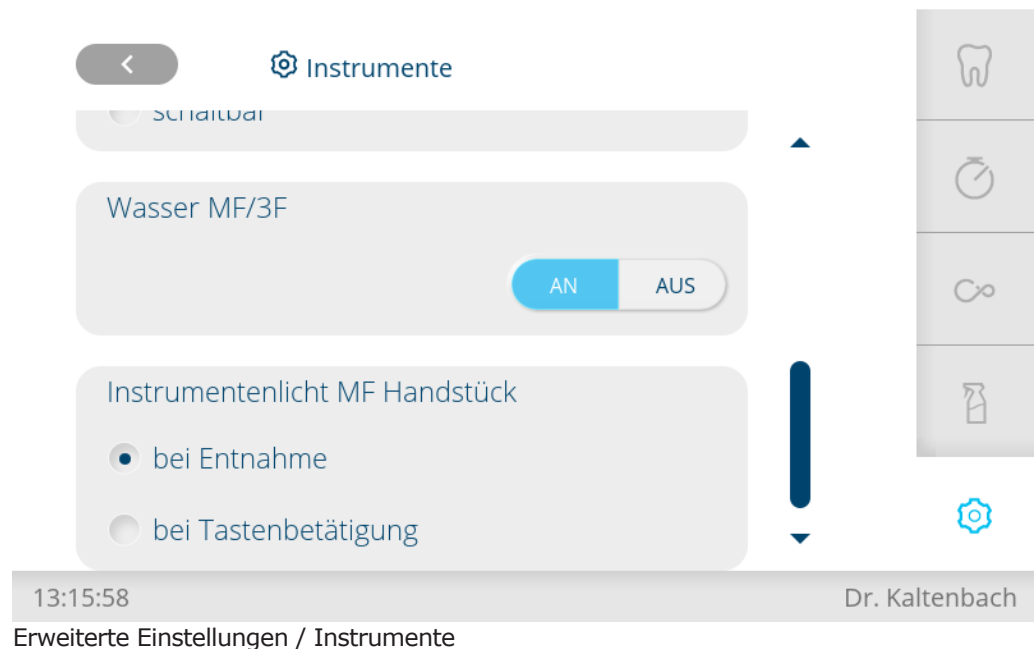 Instrumente
schaltbar
Wasser MF/3F
AN AUS
Instrumentenlicht MF Handstück
bei Entnahme
bei Tastenbetätigung
13:15:58 Dr. Kaltenbach
Erweiterte Einstellungen / Instrumente